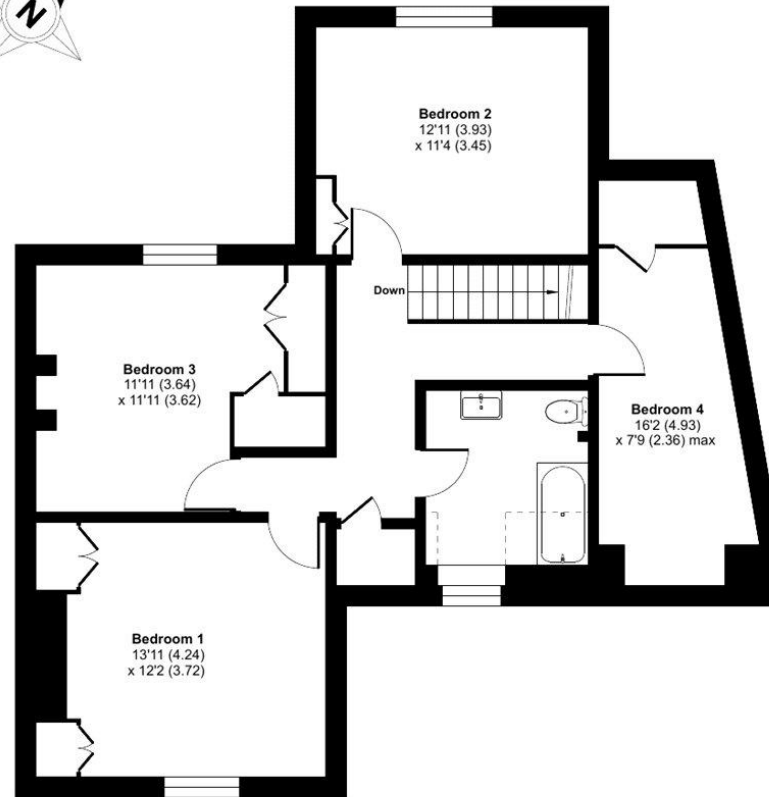 N
Bedroom 2
12'11 (3.93)
x 11'4 (3.45)
Down
Bedroom 3
11'11 (3.64)
x 11'11 (3.62)
Bedroom 4
16'2 (4.93)
x 7'9 (2.36) max
Bedroom 1
13'11 (4.24)
x 12'2 (3.72)